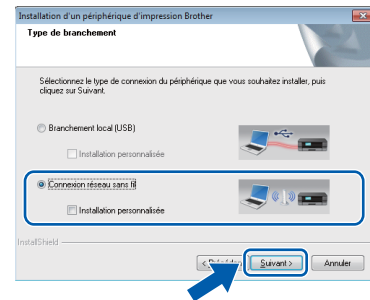 Installation d'un périphérique d'impression Brother
Type de branchement
Sélectionnez le type de connexion du périphérique que vous souhaitez installer, puis
cliquez sur Suivant.
Branchement local (USB)
Installation personnalisée
Connexion réseau sans fil
Installation personnalisée
InstallShield
< Suivant > Annuler